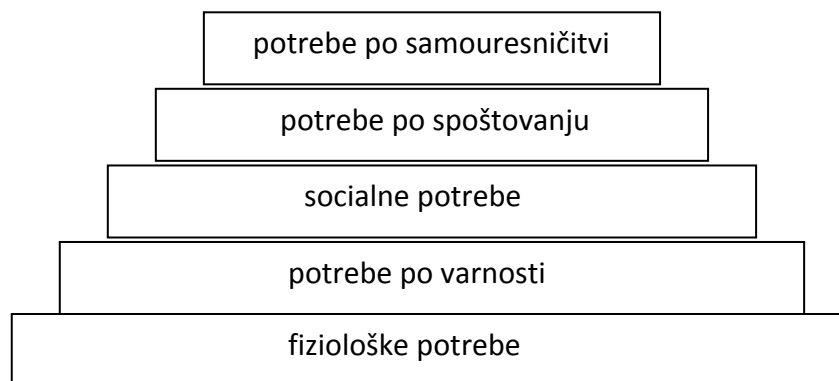 potrebe po samouresničitvi
potrebe po spoštovanju
socialne potrebe
potrebe po varnosti
fiziološke potrebe